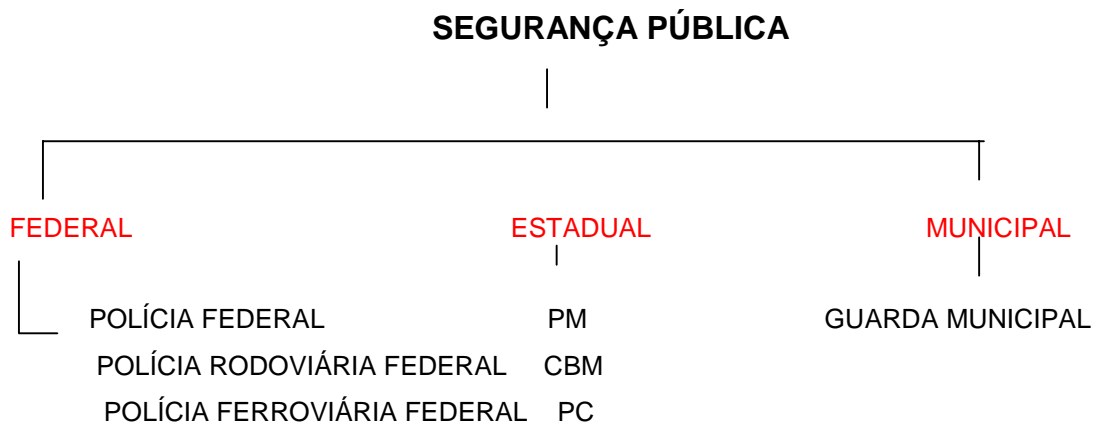 SEGURANÇA PÚBLICA
FEDERAL ESTADUAL MUNICIPAL
POLÍCIA FEDERAL PM GUARDA MUNICIPAL
POLÍCIA RODOVIÁRIA FEDERAL CBM
POLÍCIA FERROVIÁRIA FEDERAL PC